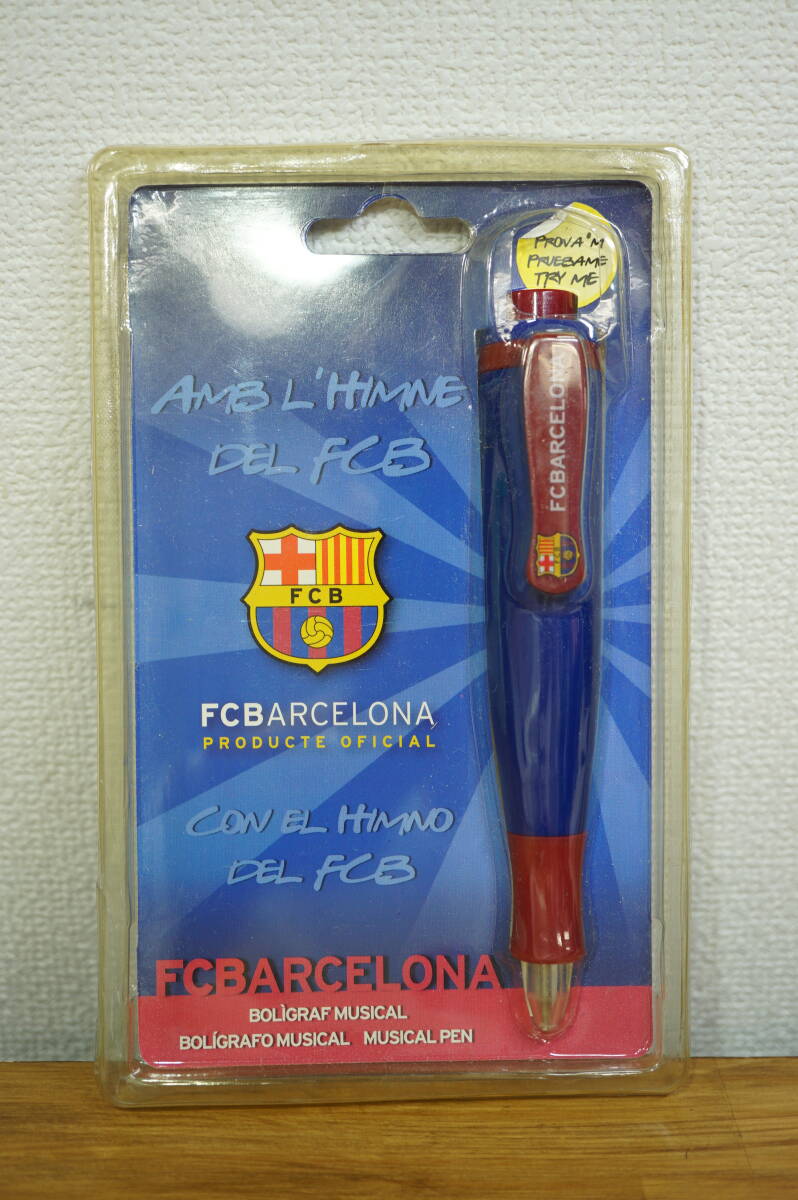 PROVA'M
PRUEBAME
TRY ME
FCBARCELONA
AMB L'HIMNE
DEL FCB
FCB
FCBARCELONA
PRODUCTE OFICIAL
CON EL HIMNO
DEL FCB
FCBARCELONA
BOLÌGRAF MUSICAL
BOLÍGRAFO MUSICAL MUSICAL PEN